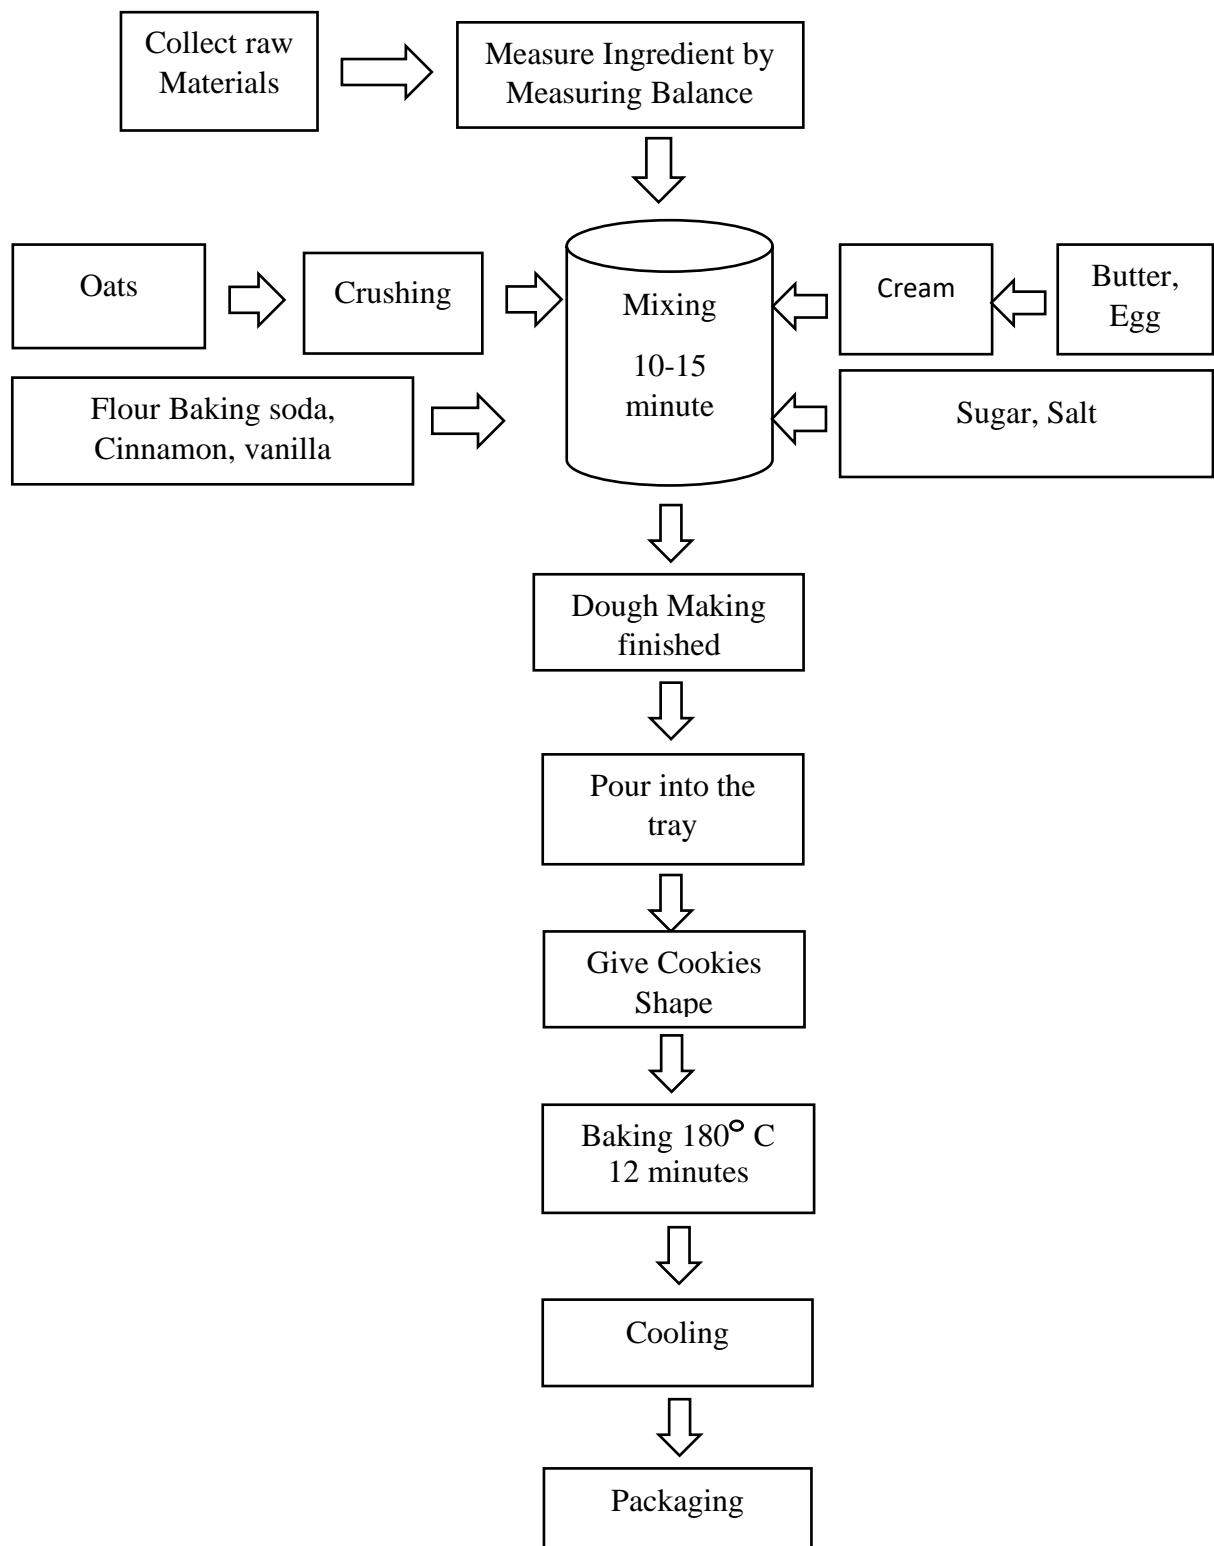 Collect raw
Materials
Measure Ingredient by
Measuring Balance
Oats
Crushing
Mixing
10-15
minute
Cream
Butter,
Egg
Flour Baking soda,
Cinnamon, vanilla
Sugar, Salt
Dough Making
finished
Pour into the
tray
Give Cookies
Shape
Baking 180° C
12 minutes
Cooling
Packaging